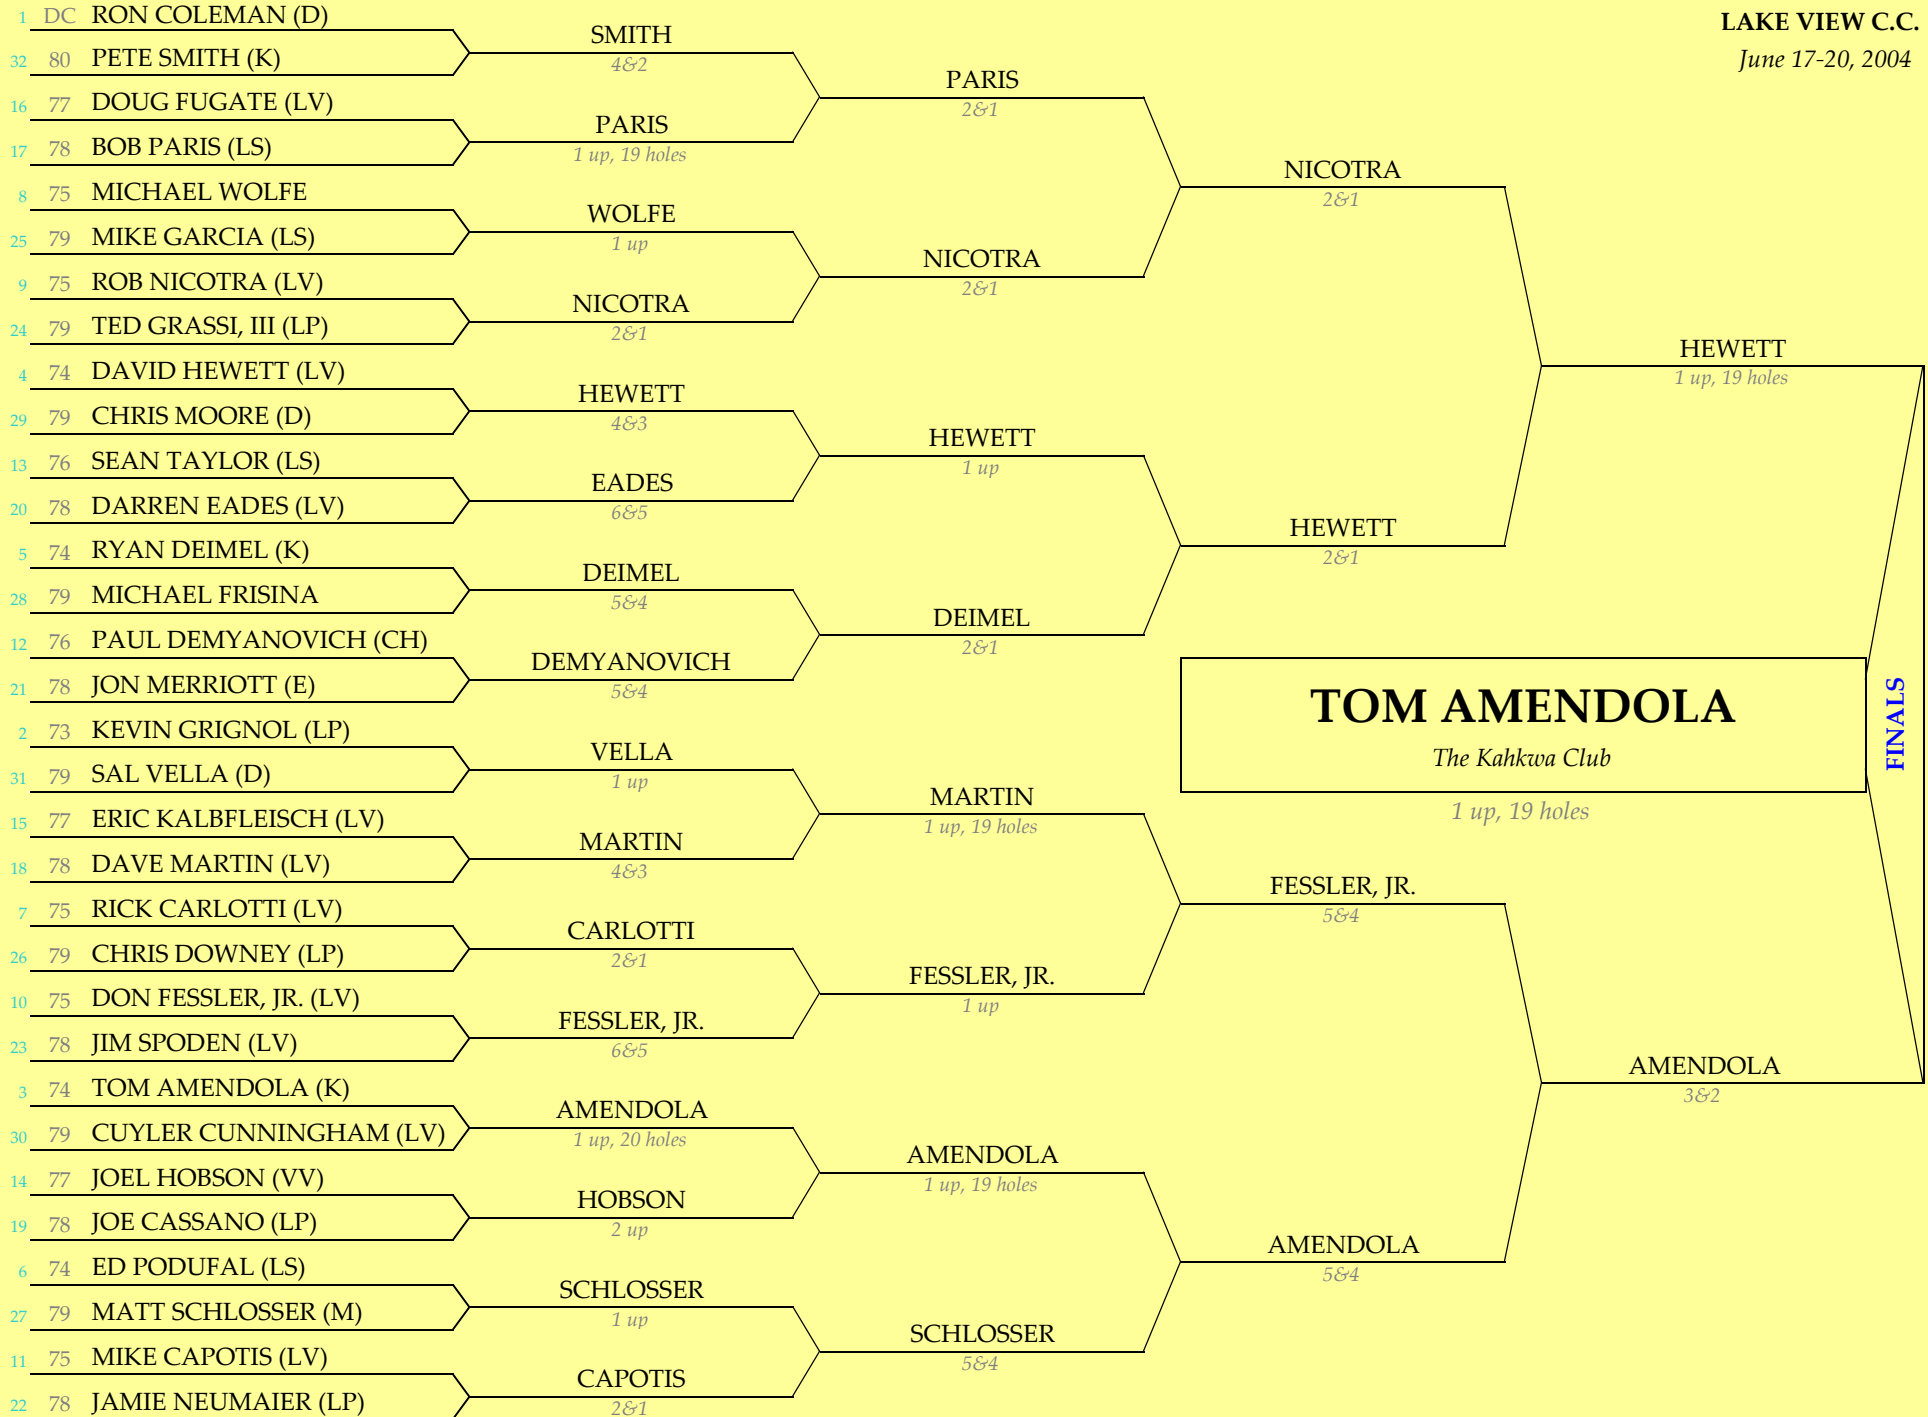 LAKE VIEW C.C.
June 17-20, 2004
1 DC RON COLEMAN (D)
32 80 PETE SMITH (K)
16 77 DOUG FUGATE (LV)
17 78 BOB PARIS (LS)
8 75 MICHAEL WOLFE
25 79 MIKE GARCIA (LS)
9 75 ROB NICOTRA (LV)
24 79 TED GRASSI, III (LP)
4 74 DAVID HEWETT (LV)
29 79 CHRIS MOORE (D)
13 76 SEAN TAYLOR (LS)
20 78 DARREN EADES (LV)
5 74 RYAN DEIMEL (K)
28 79 MICHAEL FRISINA
12 76 PAUL DEMYANOVICH (CH)
21 78 JON MERRIOTT (E)
2 73 KEVIN GRIGNOL (LP)
31 79 SAL VELLA (D)
15 77 ERIC KALBFLEISCH (LV)
18 78 DAVE MARTIN (LV)
7 75 RICK CARLOTTI (LV)
26 79 CHRIS DOWNEY (LP)
10 75 DON FESSLER, JR. (LV)
23 78 JIM SPODEN (LV)
3 74 TOM AMENDOLA (K)
30 79 CUYLER CUNNINGHAM (LV)
14 77 JOEL HOBSON (VV)
19 78 JOE CASSANO (LP)
6 74 ED PODUFAL (LS)
27 79 MATT SCHLOSSER (M)
11 75 MIKE CAPOTIS (LV)
22 78 JAMIE NEUMAIER (LP)
SMITH
4&2
PARIS
1 up, 19 holes
WOLFE
1 up
NICOTRA
2&1
HEWETT
4&3
EADES
6&5
DEIMEL
5&4
DEMYANOVICH
5&4
VELLA
1 up
MARTIN
4&3
CARLOTTI
2&1
FESSLER, JR.
6&5
AMENDOLA
1 up, 20 holes
HOBSON
2 up
SCHLOSSER
1 up
CAPOTIS
2&1
PARIS
2&1
NICOTRA
2&1
HEWETT
1 up
DEIMEL
2&1
MARTIN
1 up, 19 holes
FESSLER, JR.
1 up
AMENDOLA
1 up, 19 holes
SCHLOSSER
5&4
NICOTRA
2&1
HEWETT
2&1
FESSLER, JR.
5&4
AMENDOLA
5&4
HEWETT
1 up, 19 holes
AMENDOLA
3&2
FINALS
TOM AMENDOLA
The Kahkwa Club
1 up, 19 holes